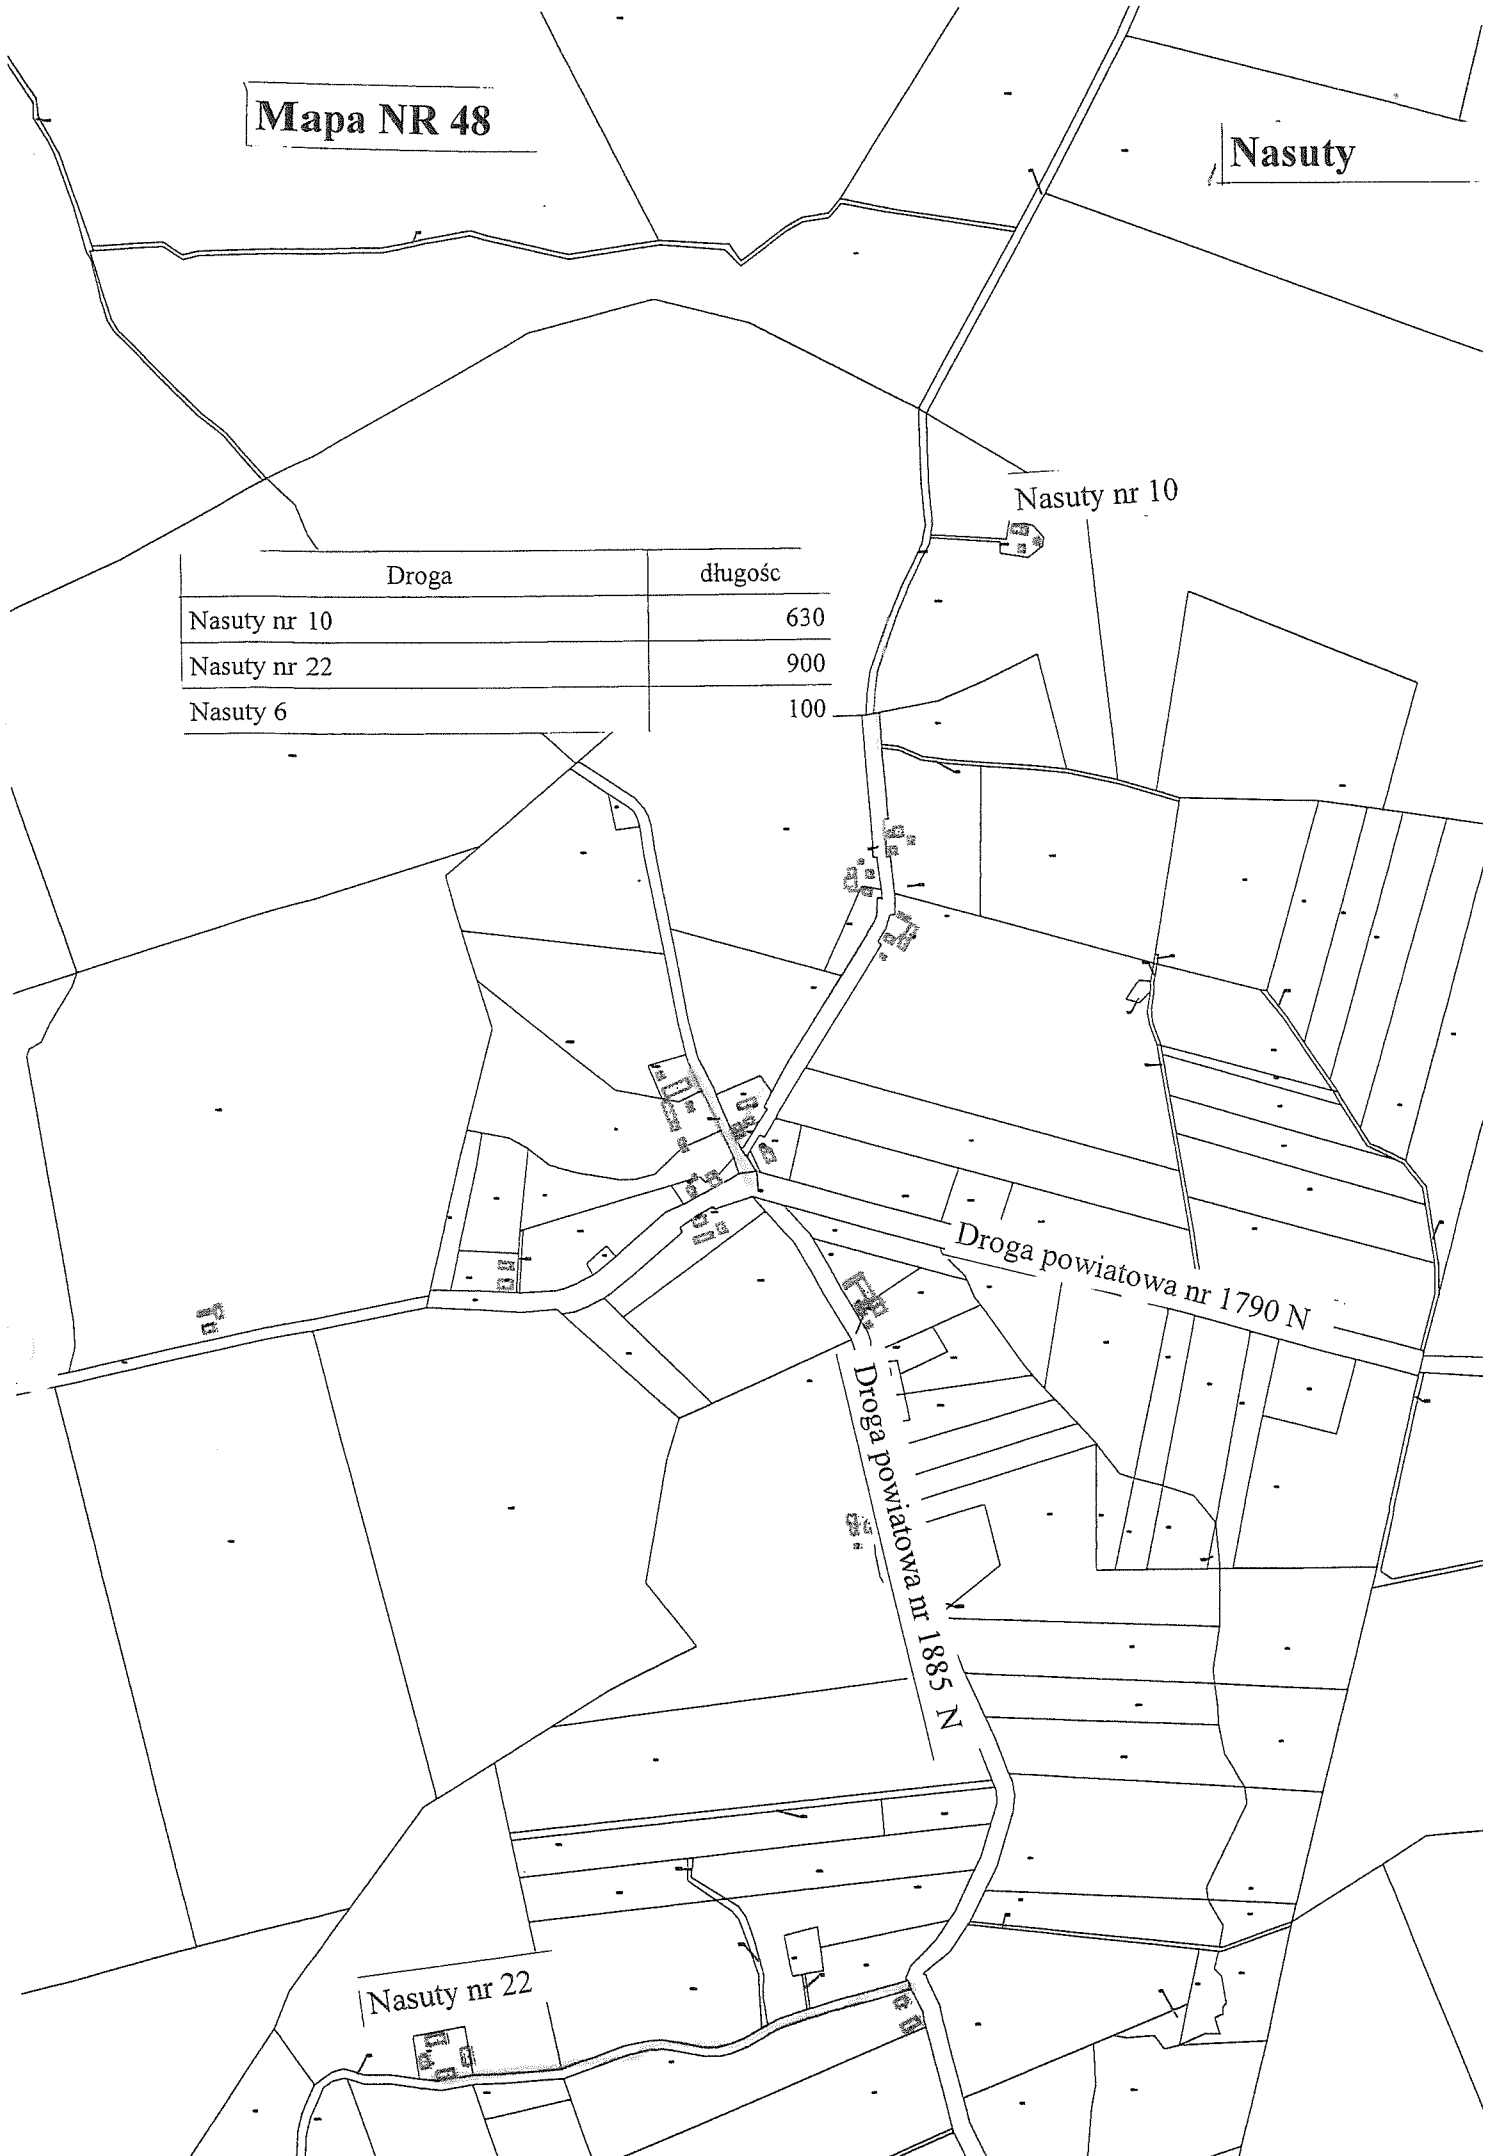 Mapa NR 48
Nasuty
Nasuty nr 10
Droga długośc
Nasuty nr 10 630
Nasuty nr 22 900
Nasuty 6 100
Droga powiatowa nr 1790 N
Droga powiatowa nr 1885 N
Nasuty nr 22